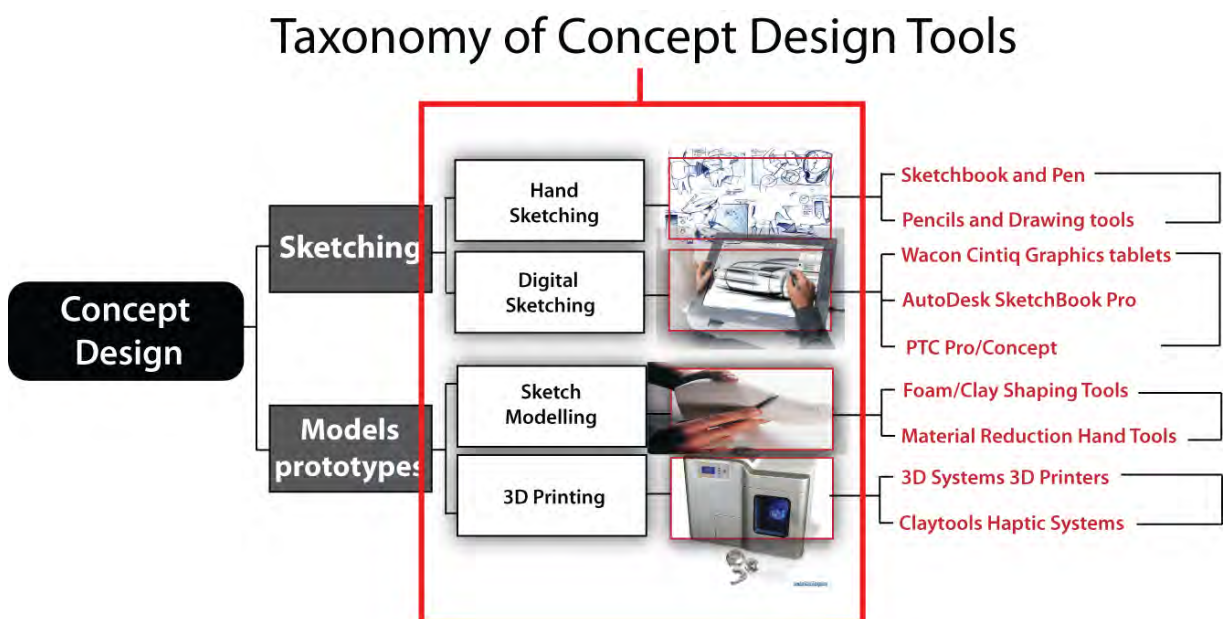 Taxonomy of Concept Design Tools
Concept
Design
Sketching
Models
prototypes
Hand
Sketching
Digital
Sketching
Sketch
Modelling
3D Printing
Sketchbook and Pen
Pencils and Drawing tools
Wacon Cintiq Graphics tablets
AutoDesk SketchBook Pro
PTC Pro/Concept
Foam/Clay Shaping Tools
Material Reduction Hand Tools
3D Systems 3D Printers
Claytools Haptic Systems